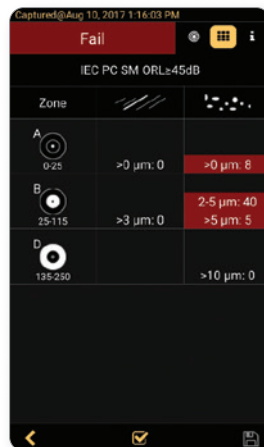 Captured@Aug 10, 2017 1:16:03 PM
Fail
i
IEC PC SM ORL≥45dB
Zone
A
0-25
>0 µm: 0
>0 µm: 8
B
25-115
>3 µm: 0
2-5 µm: 40
>5 µm: 5
D
135-250
>10 µm: 0